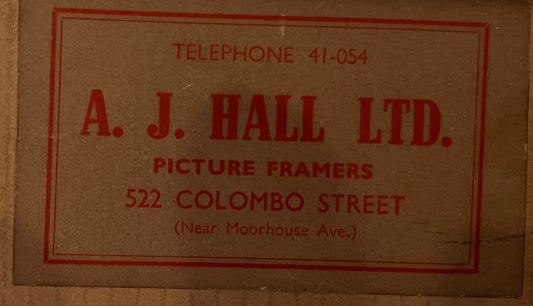 TELEPHONE 41-054
A. J. HALL LTD.
PICTURE FRAMERS
522 COLOMBO STREET
(Near Moorhouse Ave.)